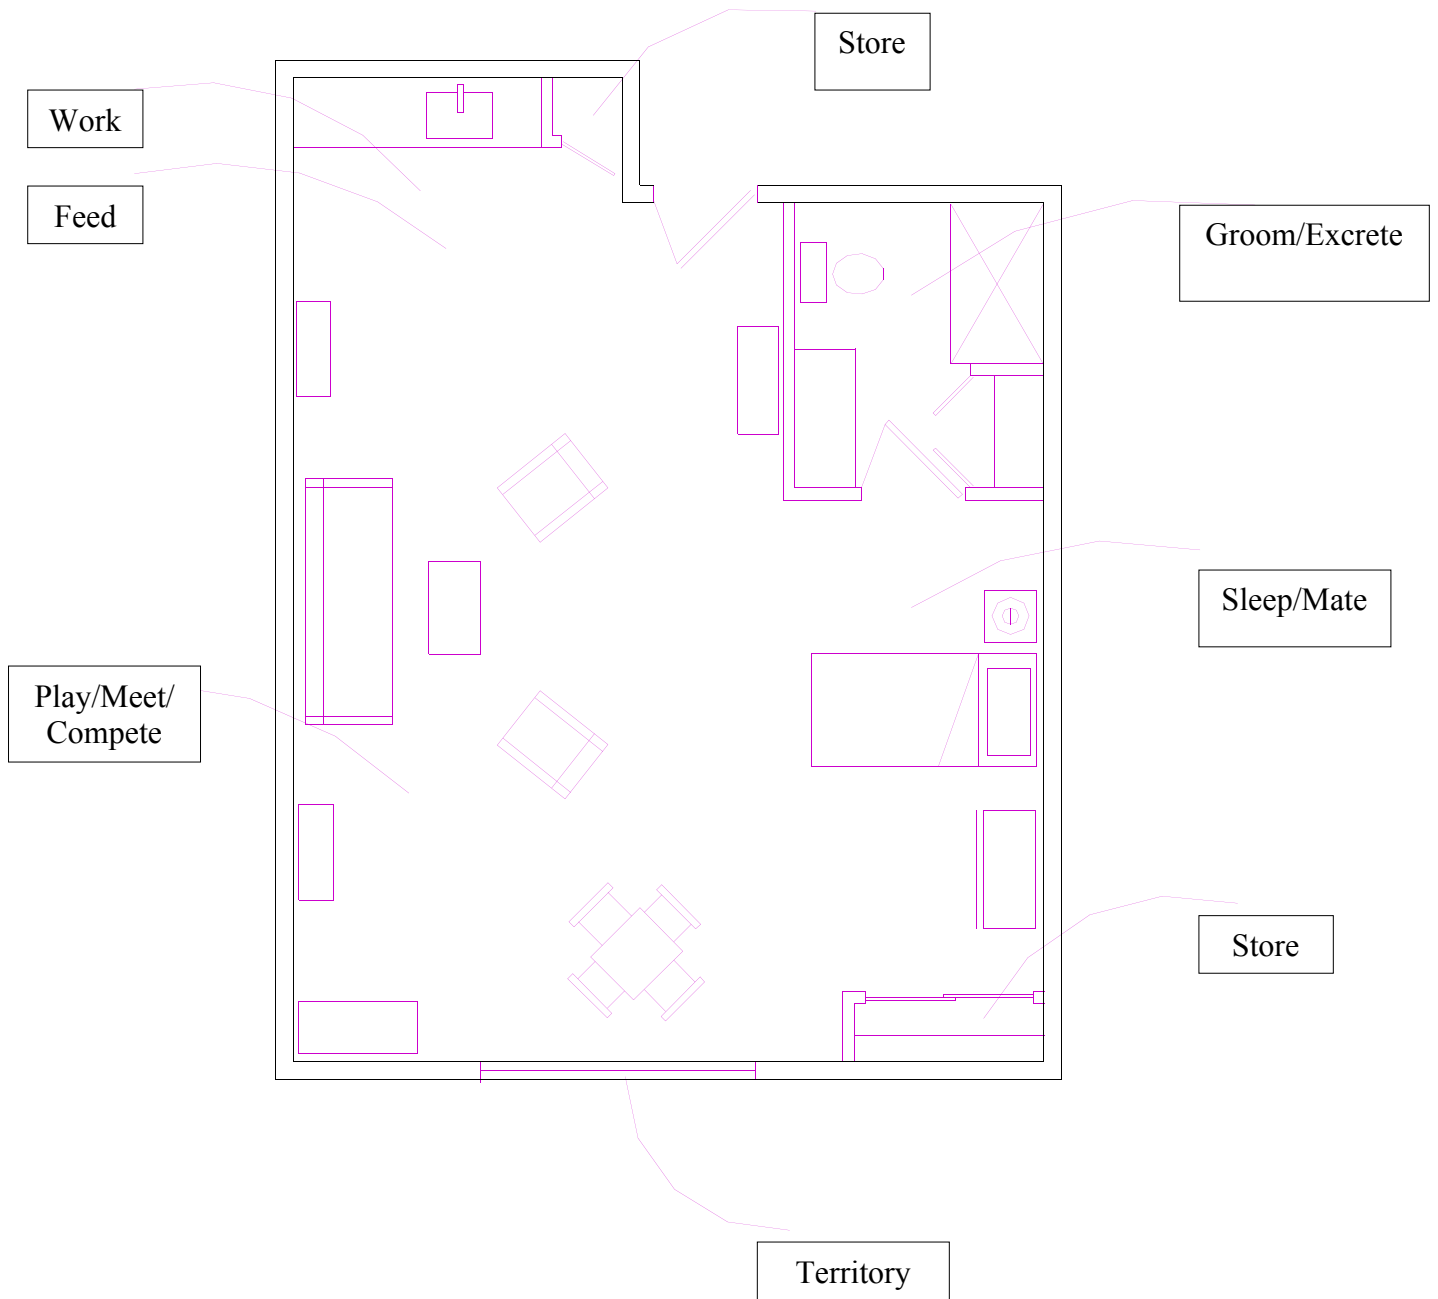 Store
Work
Feed
Groom/Excrete
Sleep/Mate
Play/Meet/
Compete
Store
Territory